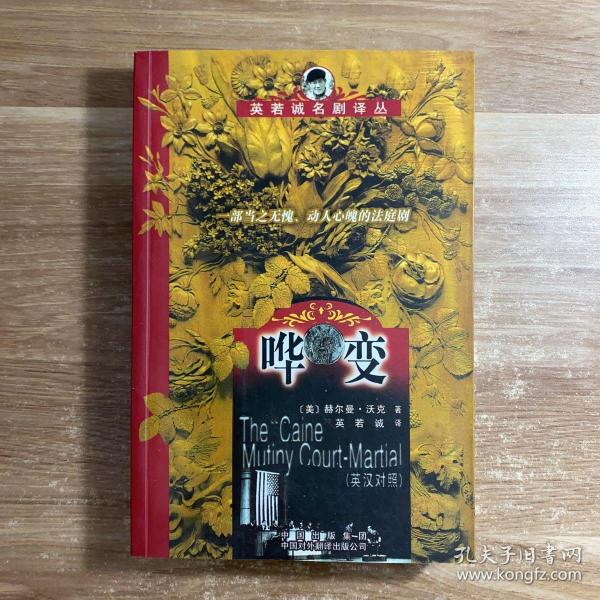 英若诚名剧译丛
一部当之无愧、动人心魄的法庭剧
哗变
〔美〕赫尔曼·沃克 著
英若诚 译
The Caine
Mutiny Court-Martial
(英汉对照)
中国出版集团
中国对外翻译出版公司
孔夫子旧书网
www.kongfz.com